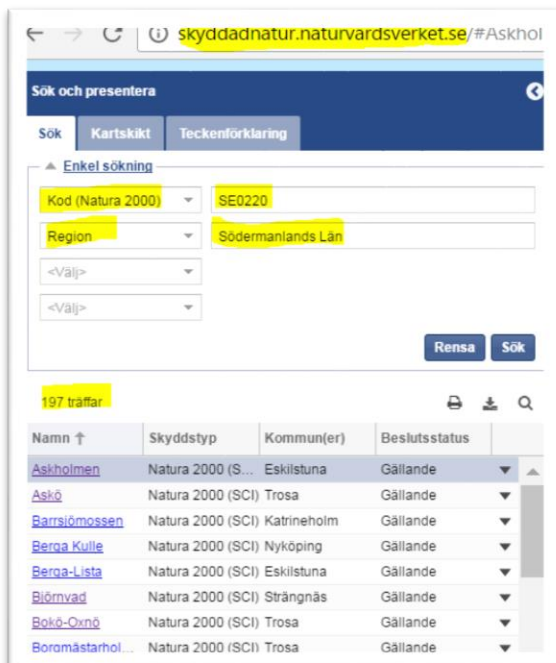 skyddadnatur.naturvardsverket.se/#Askhol
Sök och presentera
Sök Kartskikt Teckenförklaring
Enkel sökning
Kod (Natura 2000) SE0220
Region Södermanlands Län
<Välj>
<Välj>
Rensa Sök
197 träffar
Namn ↑ Skyddstyp Kommun(er) Beslutsstatus
Askholmen Natura 2000 (S... Eskilstuna Gällande
Askö Natura 2000 (SCI) Trosa Gällande
Barrsjömossen Natura 2000 (SCI) Katrineholm Gällande
Berga Kulle Natura 2000 (SCI) Nyköping Gällande
Berga-Lista Natura 2000 (SCI) Eskilstuna Gällande
Björnvad Natura 2000 (SCI) Strängnäs Gällande
Bokö-Oxnö Natura 2000 (SCI) Trosa Gällande
Borgmästarhol... Natura 2000 (SCI) Trosa Gällande